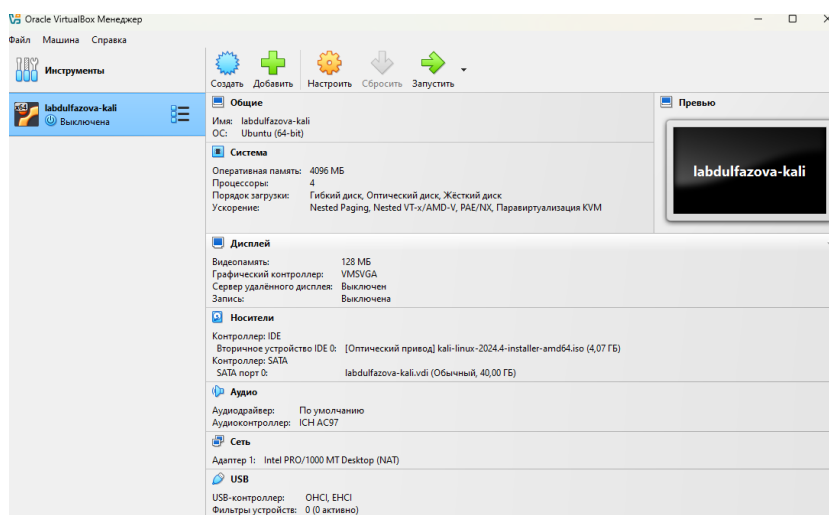 Oracle VirtualBox Менеджер
Файл Машина Справка
Инструменты
Создать Добавить Настроить Сбросить Запустить
x64
labdulfazova-kali
Выключена
Общие
Имя: labdulfazova-kali
ОС: Ubuntu (64-bit)
Превью
labdulfazova-kali
Система
Оперативная память: 4096 МБ
Процессоры: 4
Порядок загрузки: Гибкий диск, Оптический диск, Жёсткий диск
Ускорение: Nested Paging, Nested VT-x/AMD-V, PAE/NX, Паравиртуализация KVM
Дисплей
Видеопамять: 128 МБ
Графический контроллер: VMSVGA
Сервер удалённого дисплея: Выключен
Запись: Выключена
Носители
Контроллер: IDE
Вторичное устройство IDE 0: [Оптический привод] kali-linux-2024.4-installer-amd64.iso (4,07 ГБ)
Контроллер: SATA
SATA порт 0: labdulfazova-kali.vdi (Обычный, 40,00 ГБ)
Аудио
Аудиодрайвер: По умолчанию
Аудиоконтроллер: ICH AC97
Сеть
Адаптер 1: Intel PRO/1000 MT Desktop (NAT)
USB
USB-контроллер: OHCI, EHCI
Фильтры устройств: 0 (0 активно)